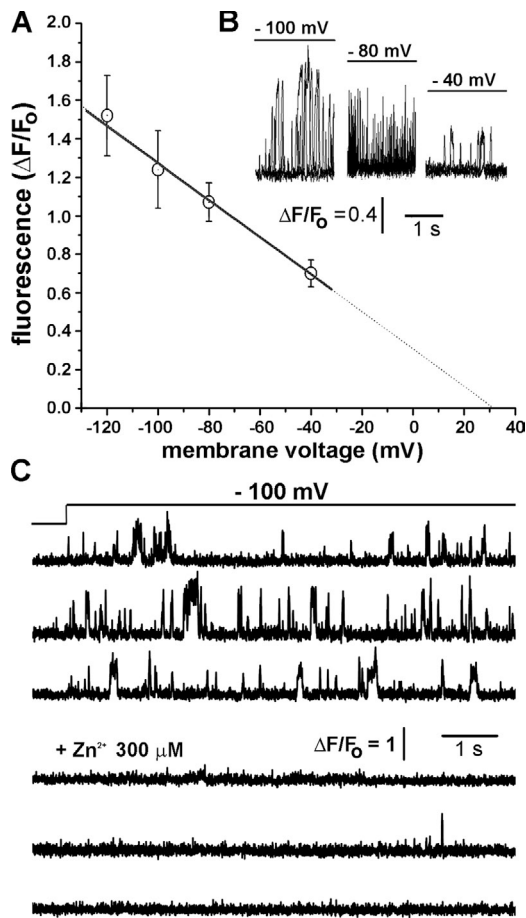 A
B
fluorescence (ΔF/Fo)
2.0
1.8
1.6
1.4
1.2
1.0
0.8
0.6
0.4
0.2
0.0
-120 -100 -80 -60 -40 -20 0 20 40
membrane voltage (mV)
- 100 mV
- 80 mV
- 40 mV
ΔF/Fo = 0.4
1 s
C
- 100 mV
+ Zn²⁺ 300 μM
ΔF/Fo = 1
1 s